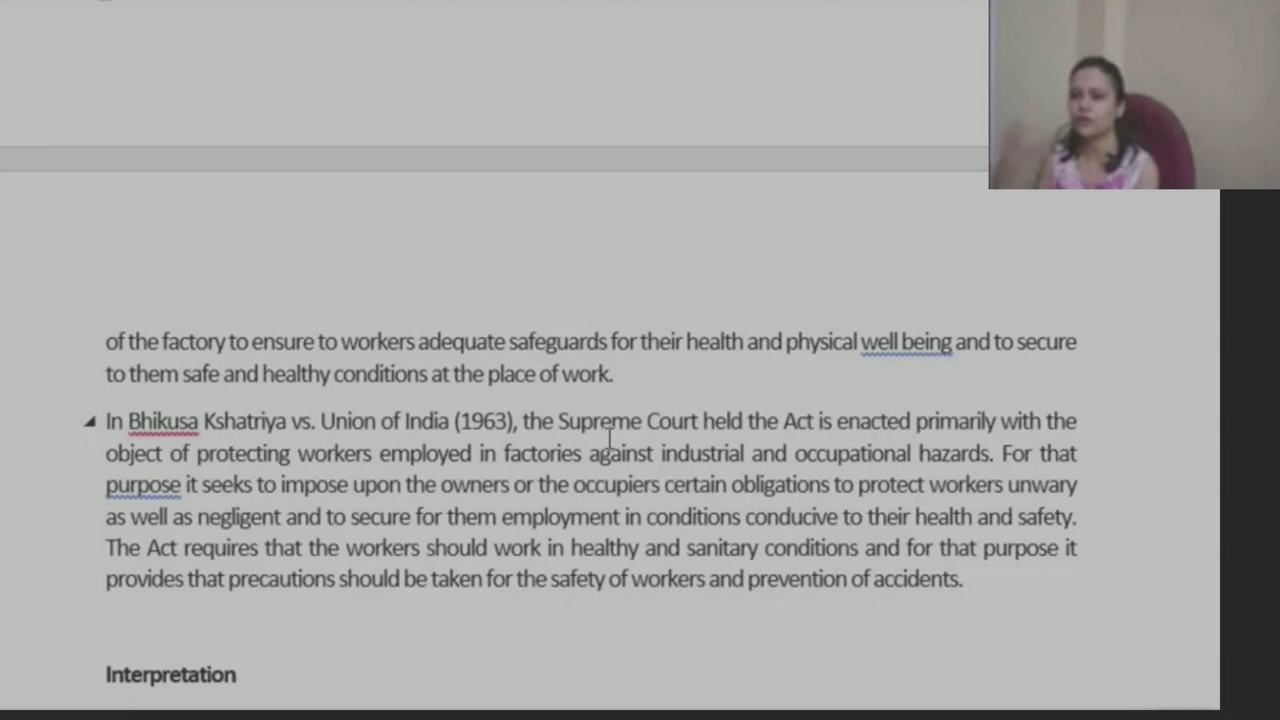 of the factory to ensure to workers adequate safeguards for their health and physical well being and to secure
to them safe and healthy conditions at the place of work.
In Bhikusa Kshatriya vs. Union of India (1963), the Supreme Court held the Act is enacted primarily with the
object of protecting workers employed in factories against industrial and occupational hazards. For that
purpose it seeks to impose upon the owners or the occupiers certain obligations to protect workers unwary
as well as negligent and to secure for them employment in conditions conducive to their health and safety.
The Act requires that the workers should work in healthy and sanitary conditions and for that purpose it
provides that precautions should be taken for the safety of workers and prevention of accidents.
Interpretation